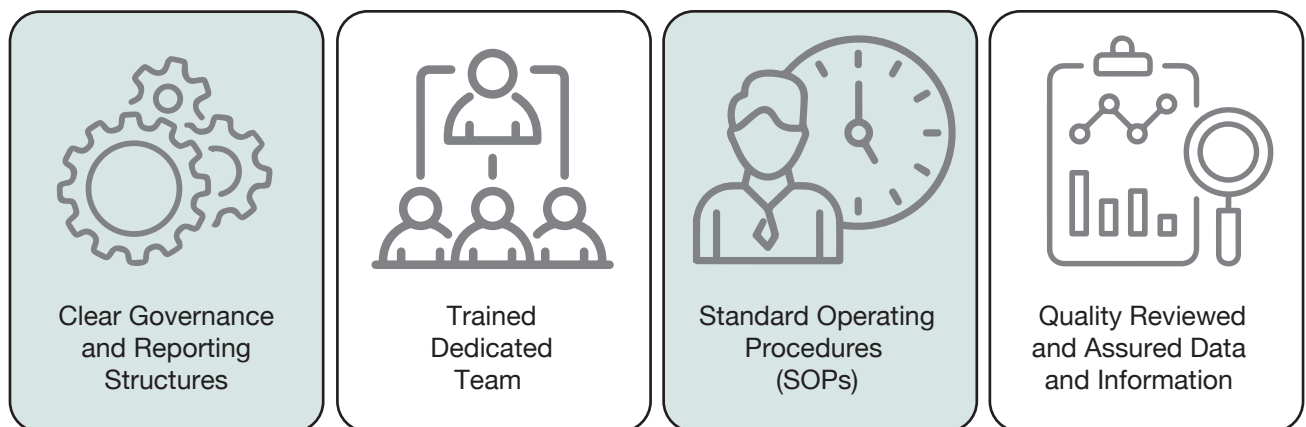 Clear Governance
and Reporting
Structures
Trained
Dedicated
Team
Standard Operating
Procedures
(SOPs)
Quality Reviewed
and Assured Data
and Information